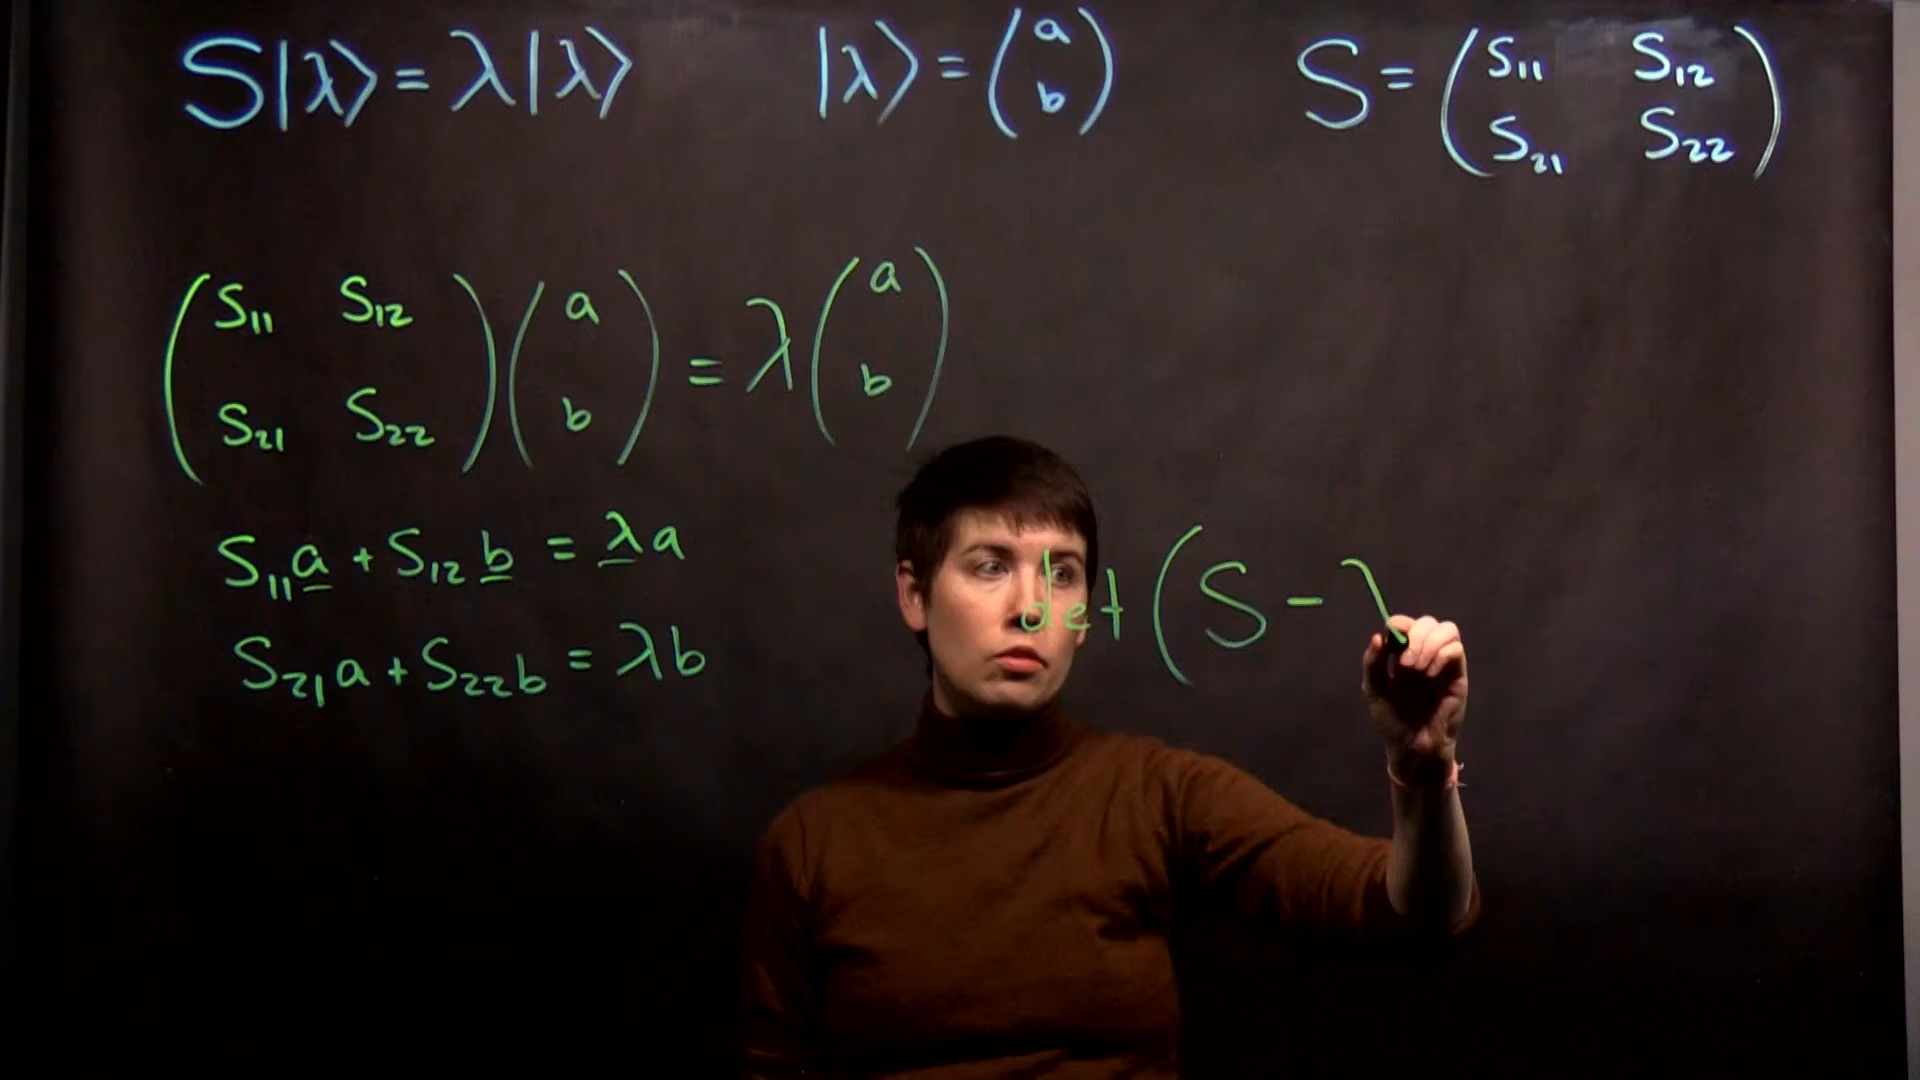 S|λ⟩ = λ|λ⟩ |λ⟩ = (a b) S = (S₁₁ S₁₂ S₂₁ S₂₂)
(S₁₁ S₁₂ S₂₁ S₂₂)(a b) = λ(a b)
S₁₁a + S₁₂b = λa
det(S - λ
S₂₁a + S₂₂b = λb